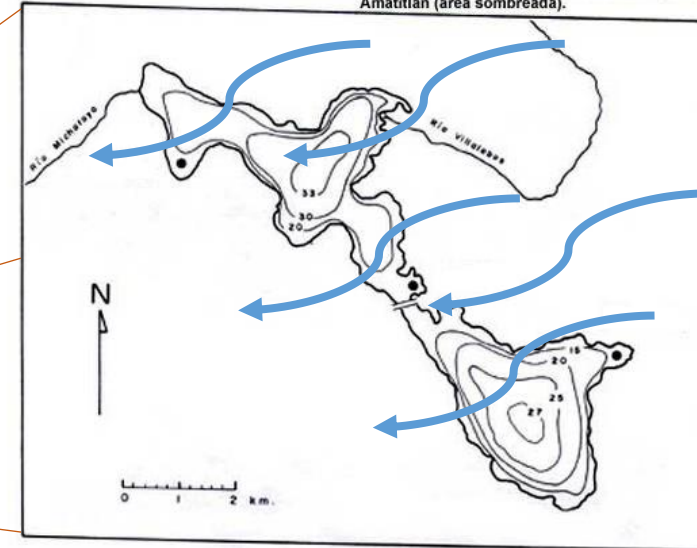 Amatitlán (área sombreada).
Río Michatoya
Río Villalobos
33
30
20
N
15
20
25
27
0 1 2 km.